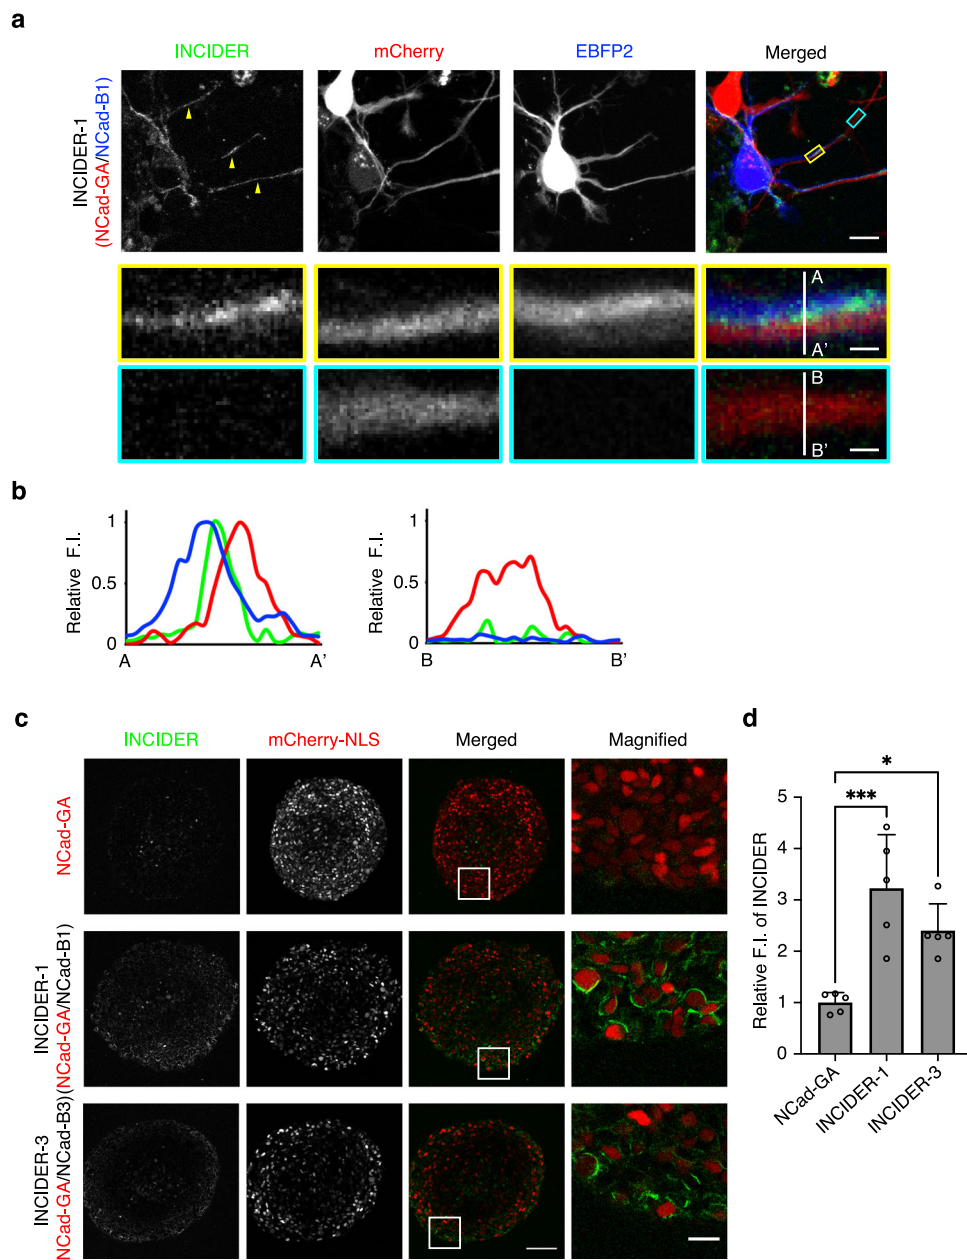 a
INCIDER
mCherry
EBFP2
Merged
INCIDER-1
(NCad-GA/NCad-B1)
A
A'
B
B'
b
Relative F.I.
1
0.5
0
A
A'
Relative F.I.
1
0.5
0
B
B'
c
INCIDER
mCherry-NLS
Merged
Magnified
NCad-GA
INCIDER-1
(NCad-GA/NCad-B1)
INCIDER-3
(NCad-GA/NCad-B3)
d
Relative F.I. of INCIDER
5
4
3
2
1
0
*
***
NCad-GA
INCIDER-1
INCIDER-3